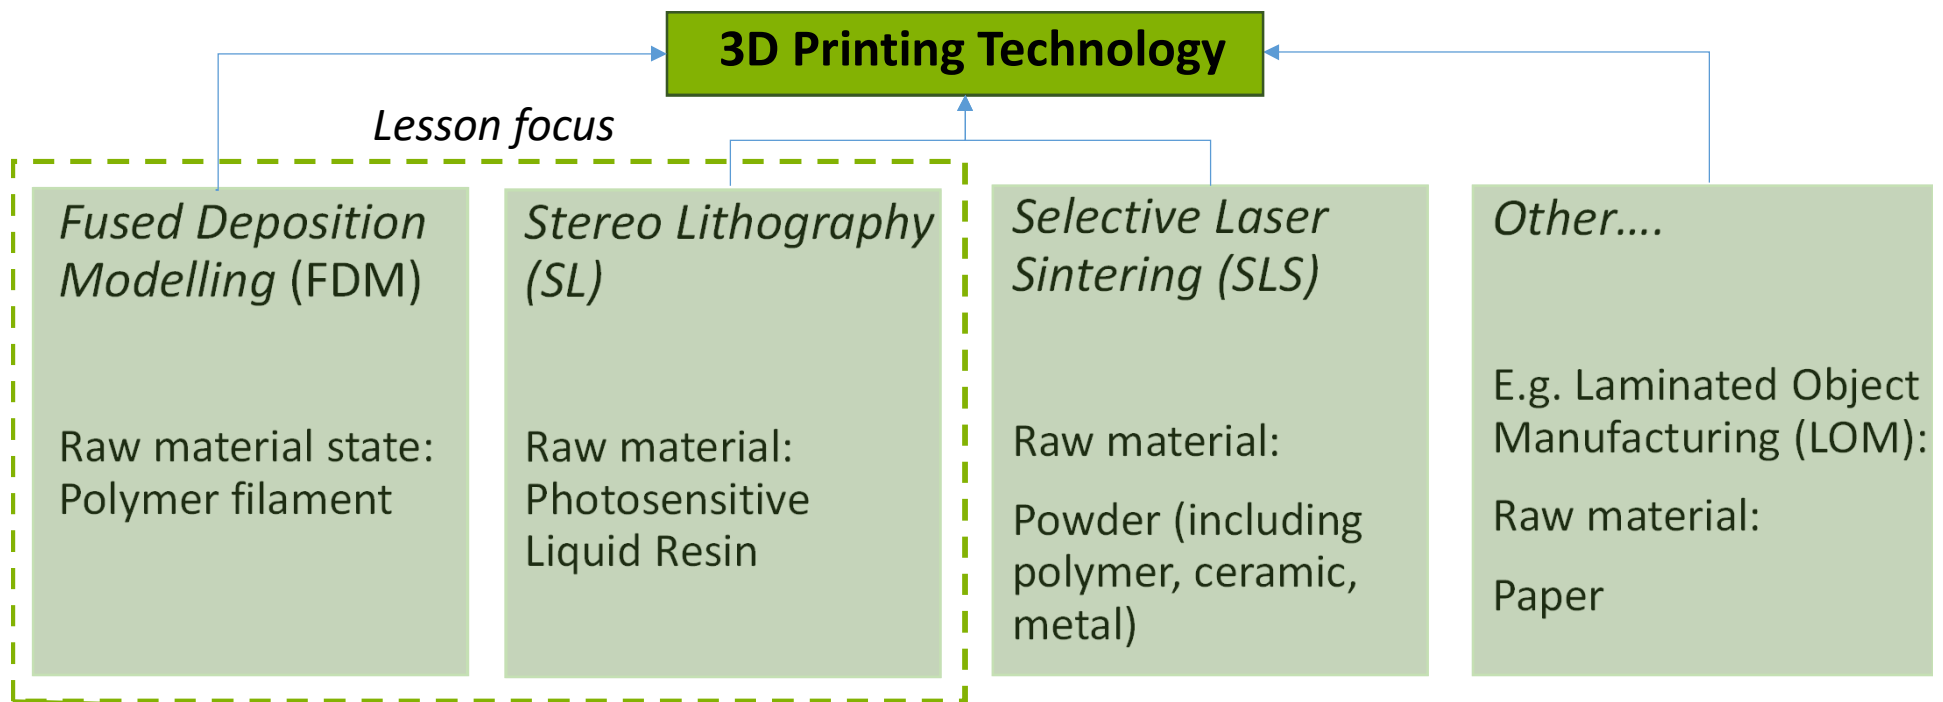 3D Printing Technology
Lesson focus
Fused Deposition
Modelling (FDM)
Raw material state:
Polymer filament
Stereo Lithography
(SL)
Raw material:
Photosensitive
Liquid Resin
Selective Laser
Sintering (SLS)
Raw material:
Powder (including
polymer, ceramic,
metal)
Other....
E.g. Laminated Object
Manufacturing (LOM):
Raw material:
Paper